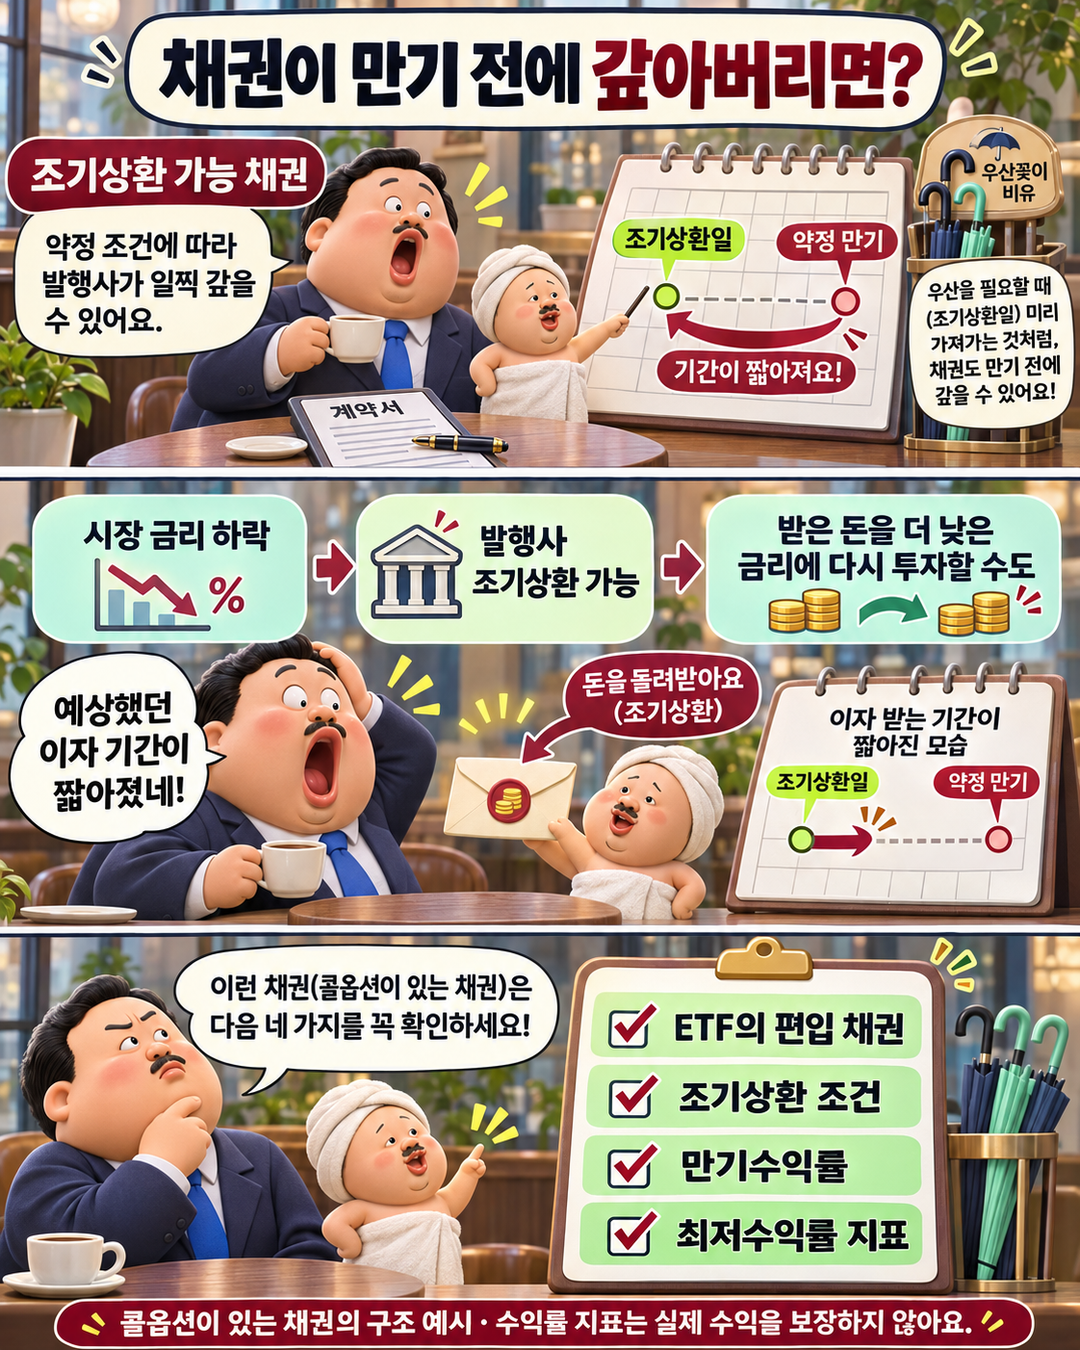 채권이 만기 전에 갚아버리면?
조기상환 가능 채권
약정 조건에 따라
발행사가 일찍 갚을
수 있어요.
계약서
조기상환일
약정 만기
기간이 짧아져요!
우산꽂이
비유
우산을 필요할 때
(조기상환일) 미리
가져가는 것처럼,
채권도 만기 전에
갚을 수 있어요!
시장 금리 하락
%
발행사
조기상환 가능
받은 돈을 더 낮은
금리에 다시 투자할 수도
예상했던
이자 기간이
짧아졌네!
돈을 돌려받아요
(조기상환)
이자 받는 기간이
짧아진 모습
조기상환일
약정 만기
이런 채권(콜옵션이 있는 채권)은
다음 네 가지를 꼭 확인하세요!
ETF의 편입 채권
조기상환 조건
만기수익률
최저수익률 지표
콜옵션이 있는 채권의 구조 예시 · 수익률 지표는 실제 수익을 보장하지 않아요.